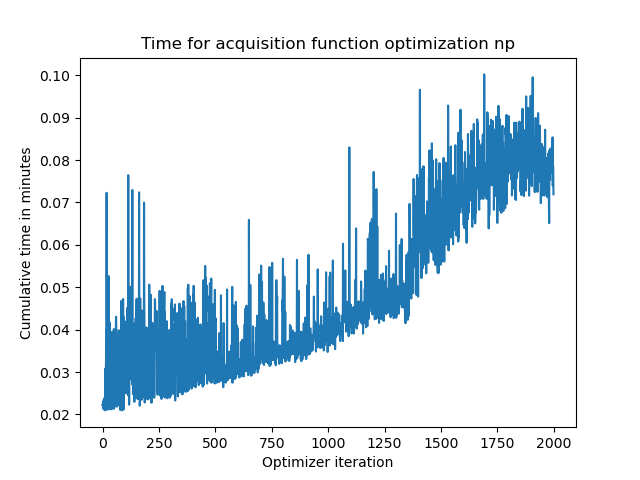 Time for acquisition function optimization np
Cumulative time in minutes
0.10
0.09
0.08
0.07
0.06
0.05
0.04
0.03
0.02
0 250 500 750 1000 1250 1500 1750 2000
Optimizer iteration